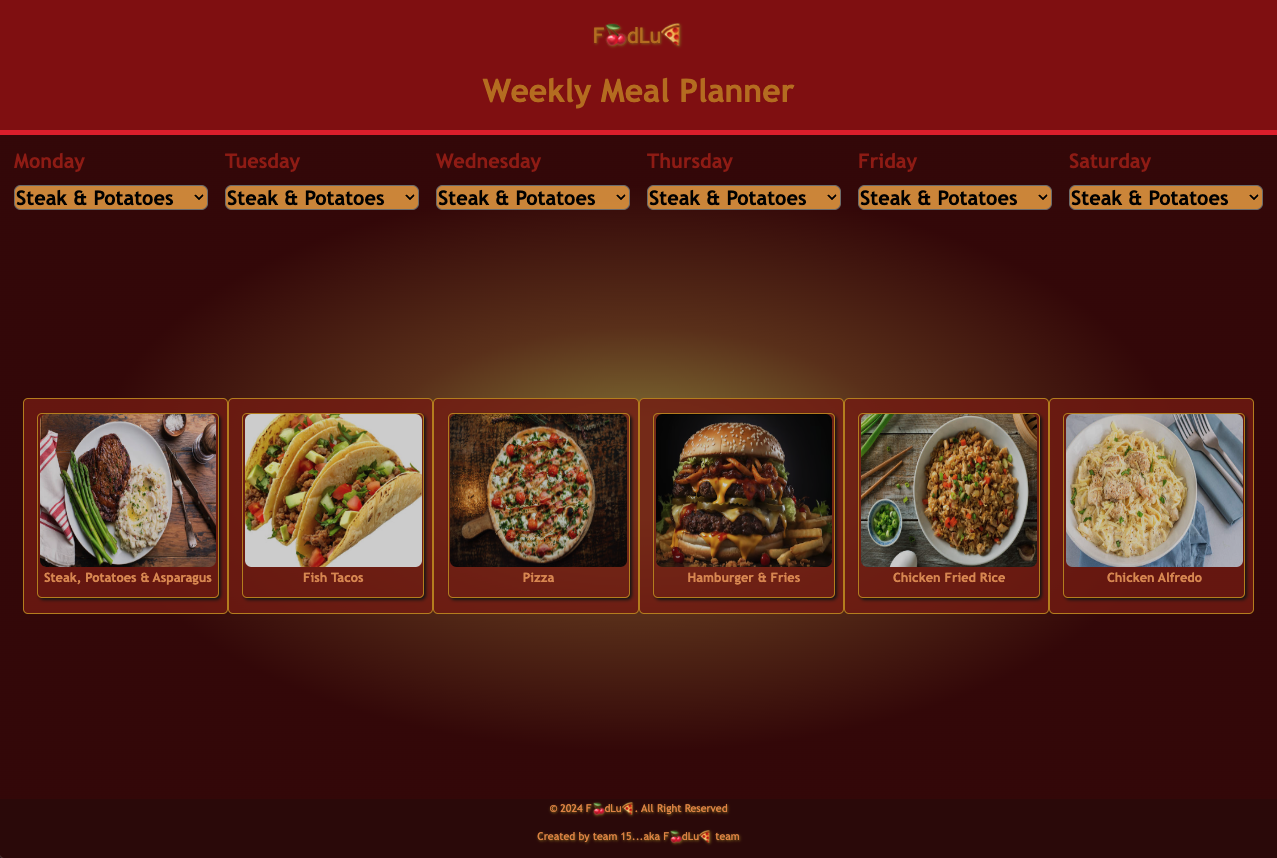 F🍒dLu🍕
Weekly Meal Planner
Monday Tuesday Wednesday Thursday Friday Saturday
Steak & Potatoes Steak & Potatoes Steak & Potatoes Steak & Potatoes Steak & Potatoes Steak & Potatoes
Steak, Potatoes & Asparagus Fish Tacos Pizza Hamburger & Fries Chicken Fried Rice Chicken Alfredo
© 2024 F🍒dLu🍕. All Right Reserved
Created by team 15...aka F🍒dLu🍕 team